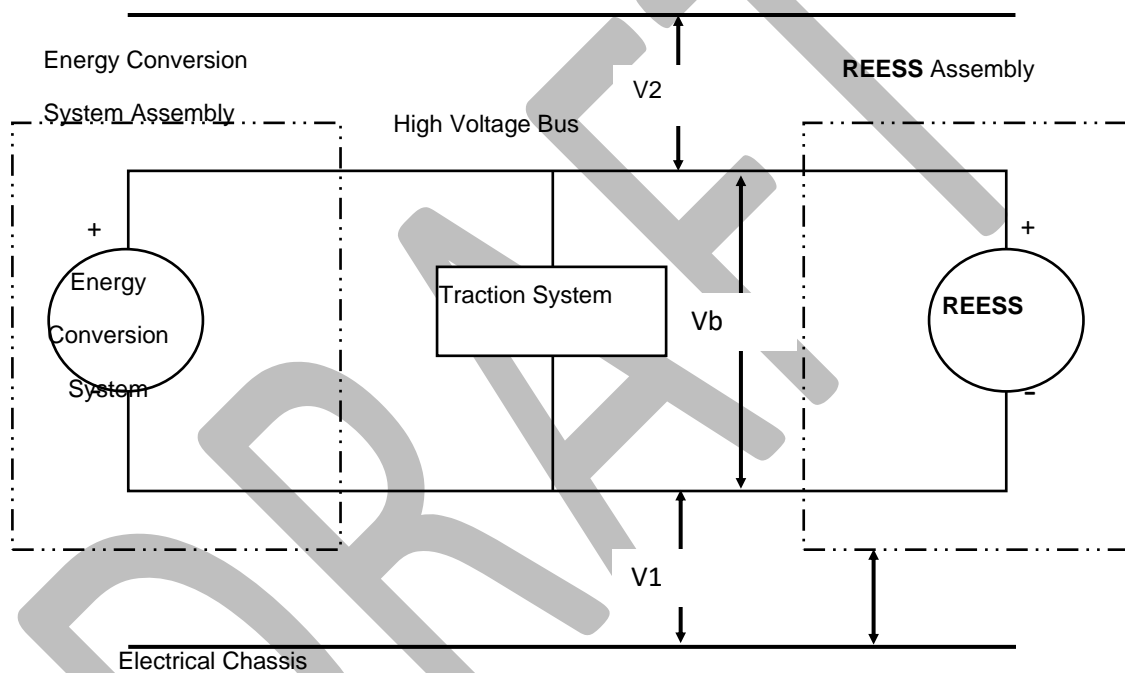 Energy Conversion
System Assembly
V2
REESS Assembly
High Voltage Bus
+
+
Energy
Conversion
System
-
Traction System
Vb
REESS
-
V1
Electrical Chassis
DRAFT